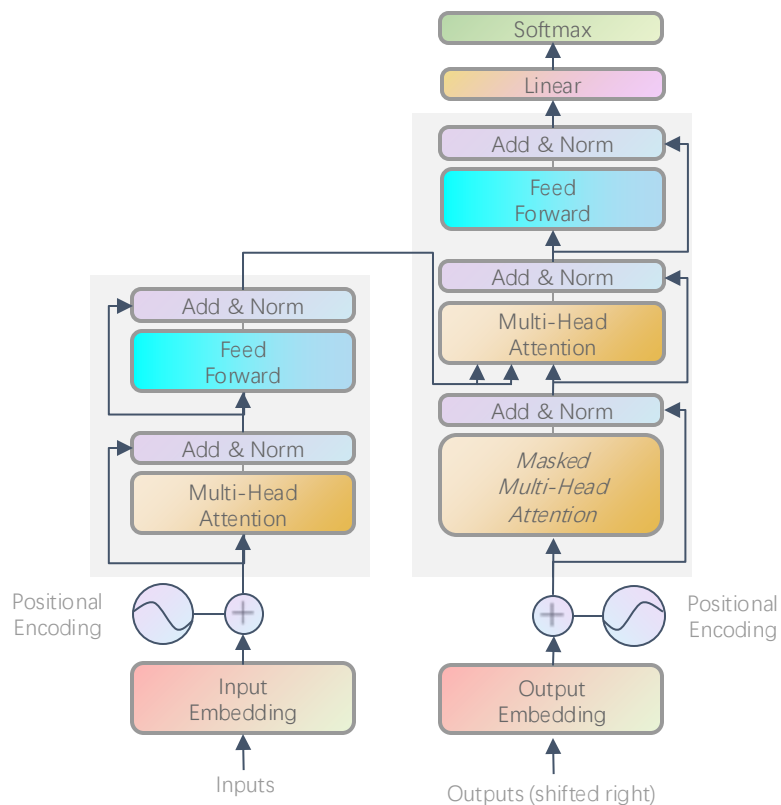 Softmax
Linear
Add & Norm
Feed
Forward
Add & Norm
Multi-Head
Attention
Add & Norm
Masked
Multi-Head
Attention
Add & Norm
Feed
Forward
Add & Norm
Multi-Head
Attention
Positional
Encoding
Positional
Encoding
Input
Embedding
Output
Embedding
Inputs
Outputs (shifted right)